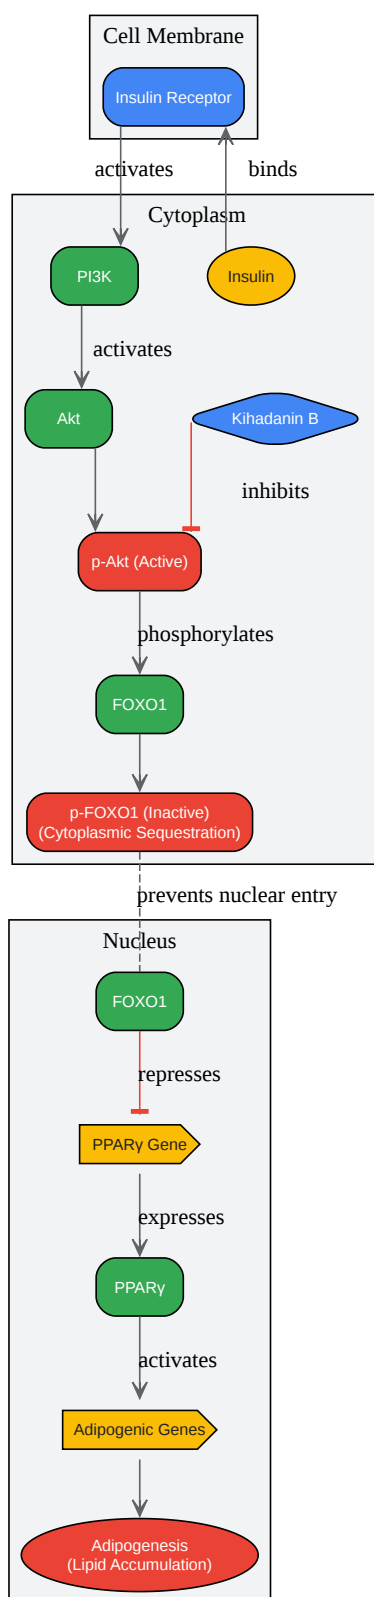 Cell Membrane
Insulin Receptor
activates
binds
Cytoplasm
PI3K
Insulin
activates
Akt
Kihadanin B
inhibits
p-Akt (Active)
phosphorylates
FOXO1
p-FOXO1 (Inactive)
(Cytoplasmic Sequestration)
prevents nuclear entry
Nucleus
FOXO1
represses
PPARγ Gene
expresses
PPARγ
activates
Adipogenic Genes
Adipogenesis
(Lipid Accumulation)